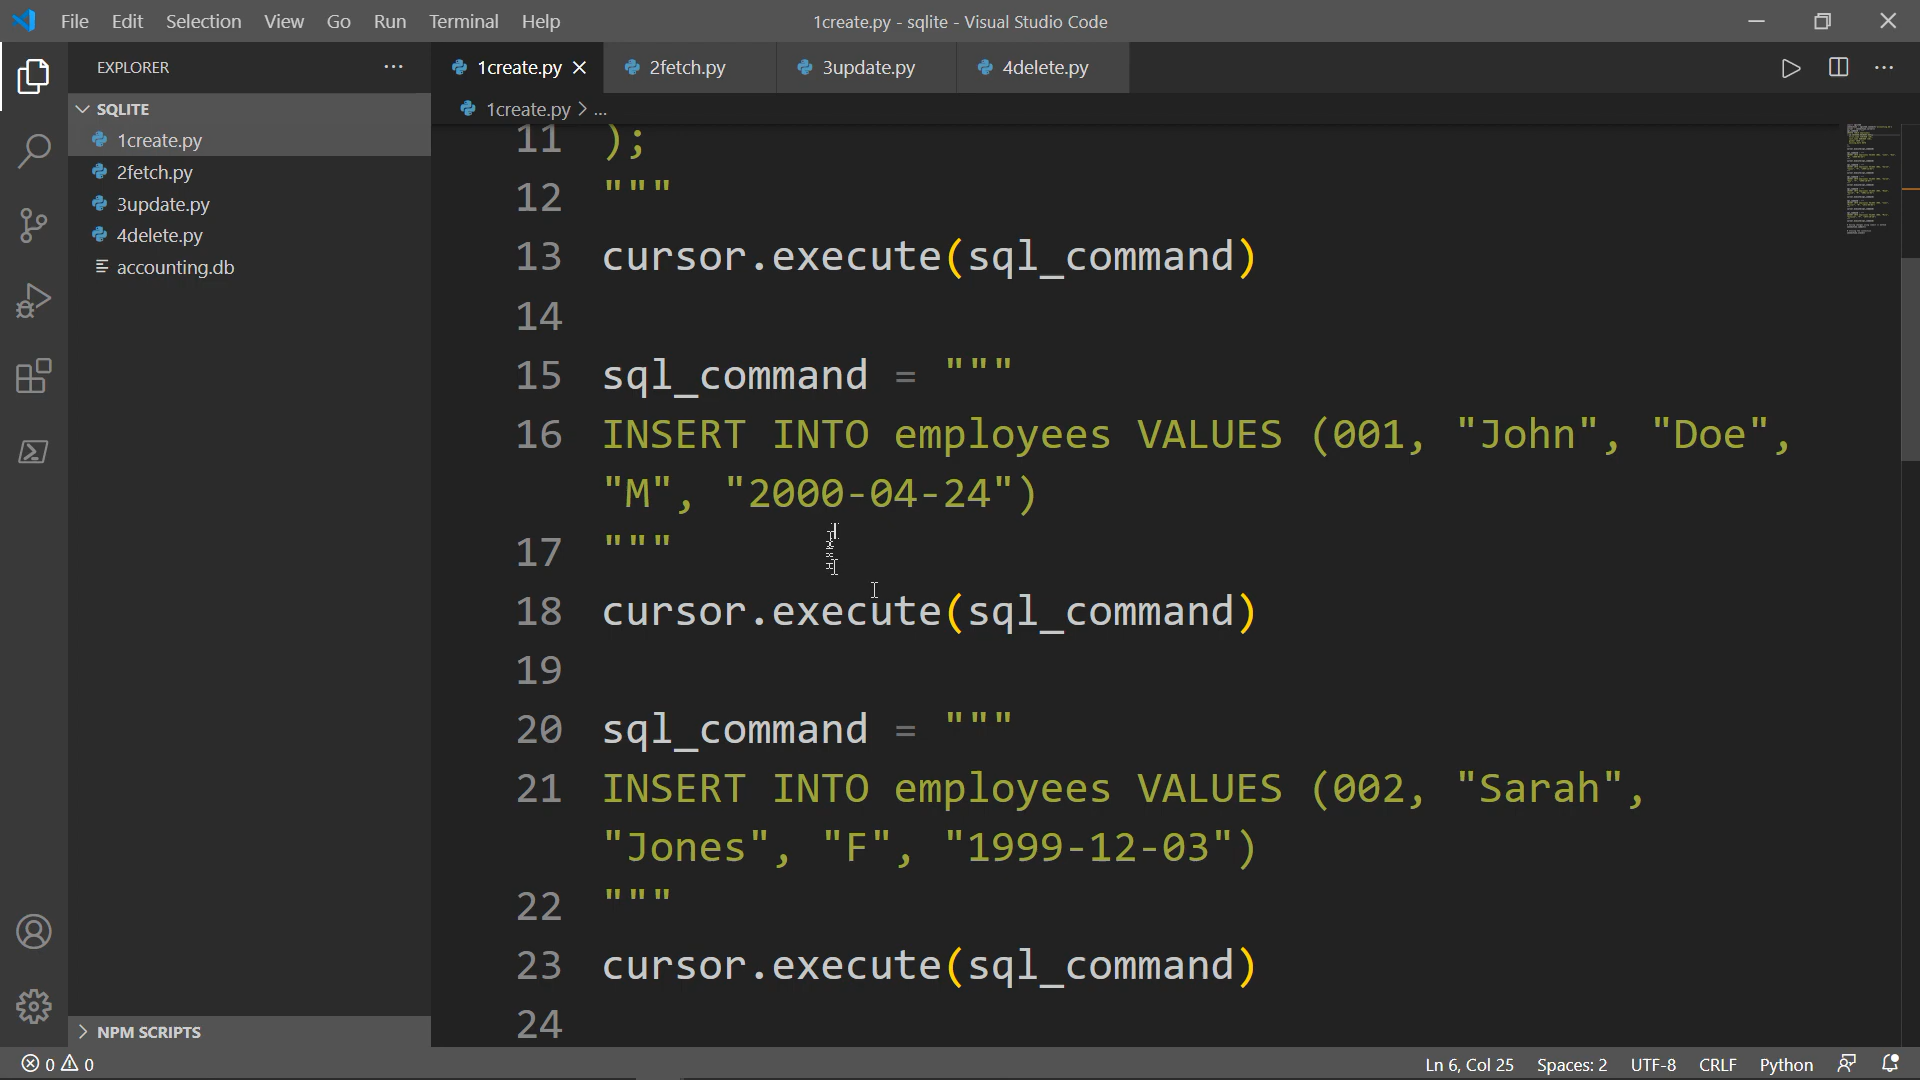 File Edit Selection View Go Run Terminal Help
1create.py - sqlite - Visual Studio Code
EXPLORER
1create.py
2fetch.py
3update.py
4delete.py
SQLITE
1create.py
2fetch.py
3update.py
4delete.py
accounting.db
NPM SCRIPTS
1create.py > ...
11 );
12 """
13 cursor.execute(sql_command)
14
15 sql_command = """
16 INSERT INTO employees VALUES (001, "John", "Doe",
"M", "2000-04-24")
17 """
18 cursor.execute(sql_command)
19
20 sql_command = """
21 INSERT INTO employees VALUES (002, "Sarah",
"Jones", "F", "1999-12-03")
22 """
23 cursor.execute(sql_command)
24
0 0
Ln 6, Col 25 Spaces: 2 UTF-8 CRLF Python